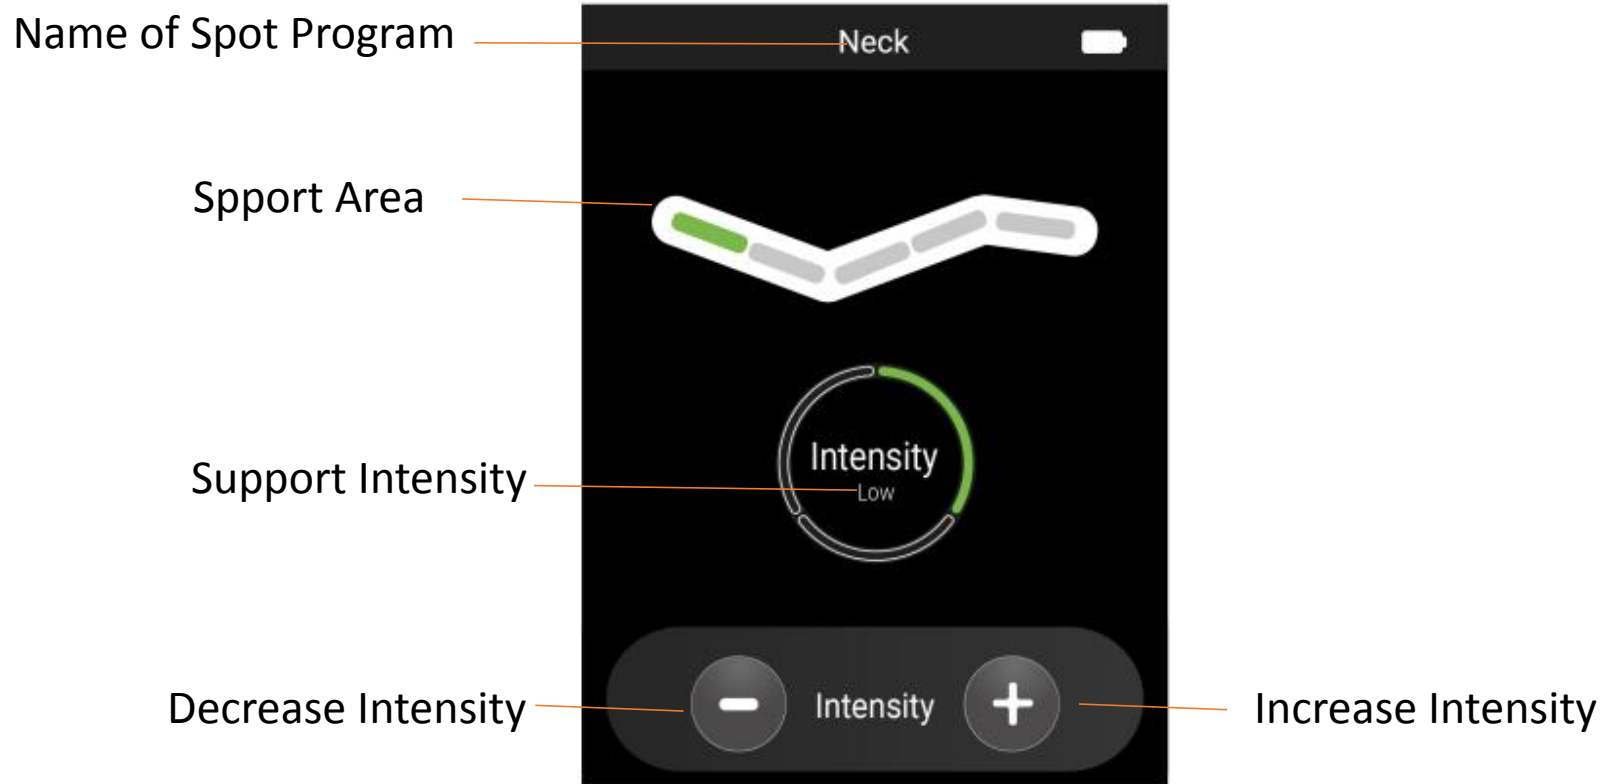 Name of Spot Program
Neck
Spport Area
Intensity
Support Intensity
Low
Decrease Intensity
Intensity
Increase Intensity